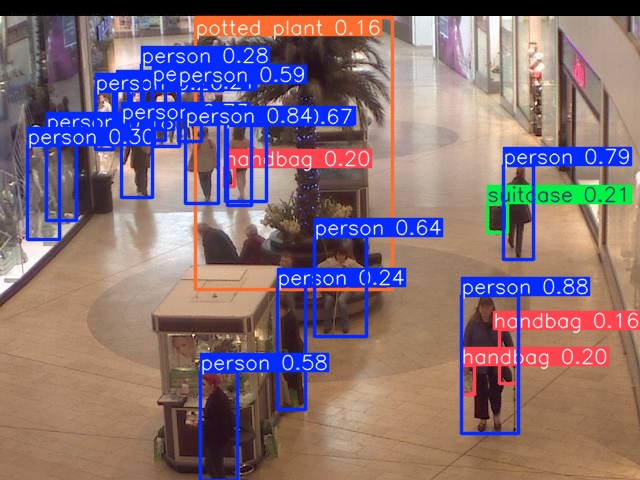 potted plant 0.16
person 0.28
person 0.59
person 0.84
0.67
person 0.30
handbag 0.20
person 0.79
suitcase 0.21
person 0.64
person 0.24
person 0.88
handbag 0.16
handbag 0.20
person 0.58